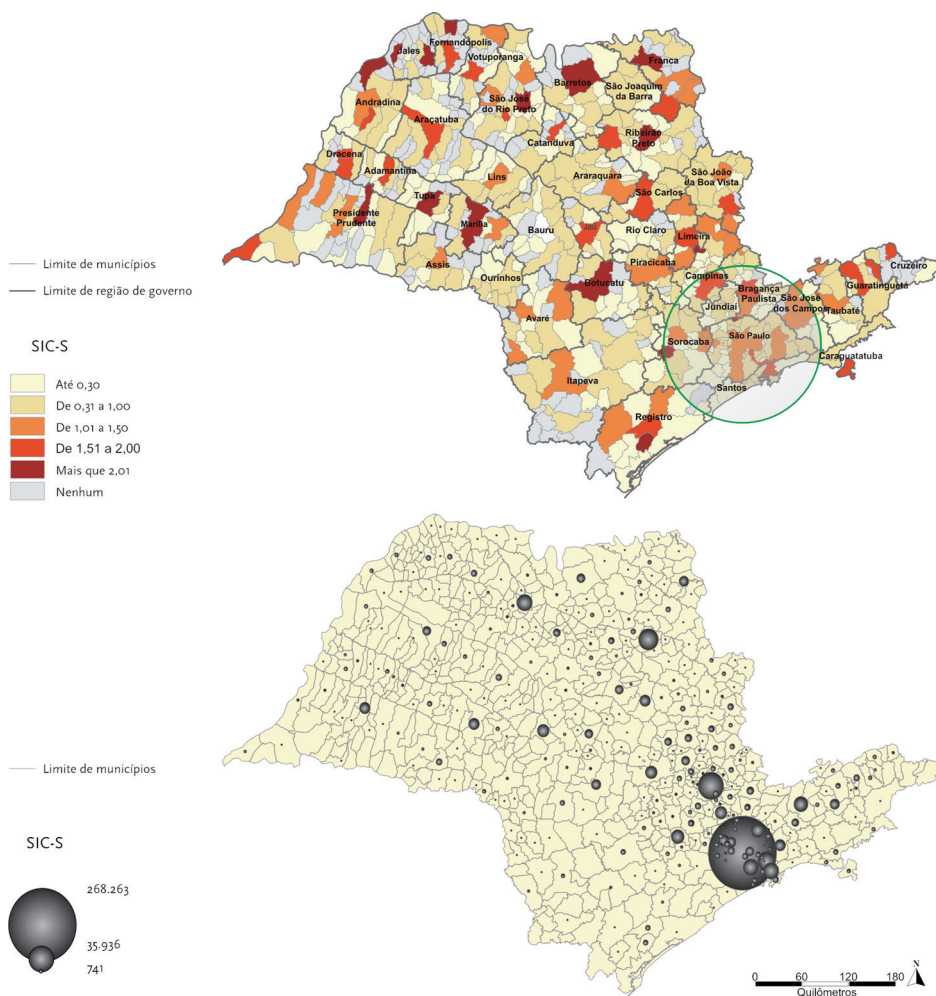 Jales
Fernandópolis
Votuporanga
Andradina
São José
do Rio Preto
Barretos
São Joaquim
da Barra
Franca
Araçatuba
Catanduva
Ribeirão
Preto
Dracena
Adamantina
Lins
Araraquara
São João
da Boa Vista
São Carlos
Presidente
Prudente
Tupã
Marília
Bauru
Jaú
Rio Claro
Limeira
Assis
Ourinhos
Botucatu
Piracicaba
Campinas
Bragança
Paulista
Jundiaí
São José
dos Campos
Taubaté
Guaratinguetá
Cruzeiro
Avaré
Sorocaba
São Paulo
Caraguatatuba
Itapeva
Santos
Registro
Limite de municípios
Limite de região de governo
SIC-S
Até 0,30
De 0,31 a 1,00
De 1,01 a 1,50
De 1,51 a 2,00
Mais que 2,01
Nenhum
Limite de municípios
SIC-S
268.263
35.936
741
N
0 60 120 180
Quilômetros